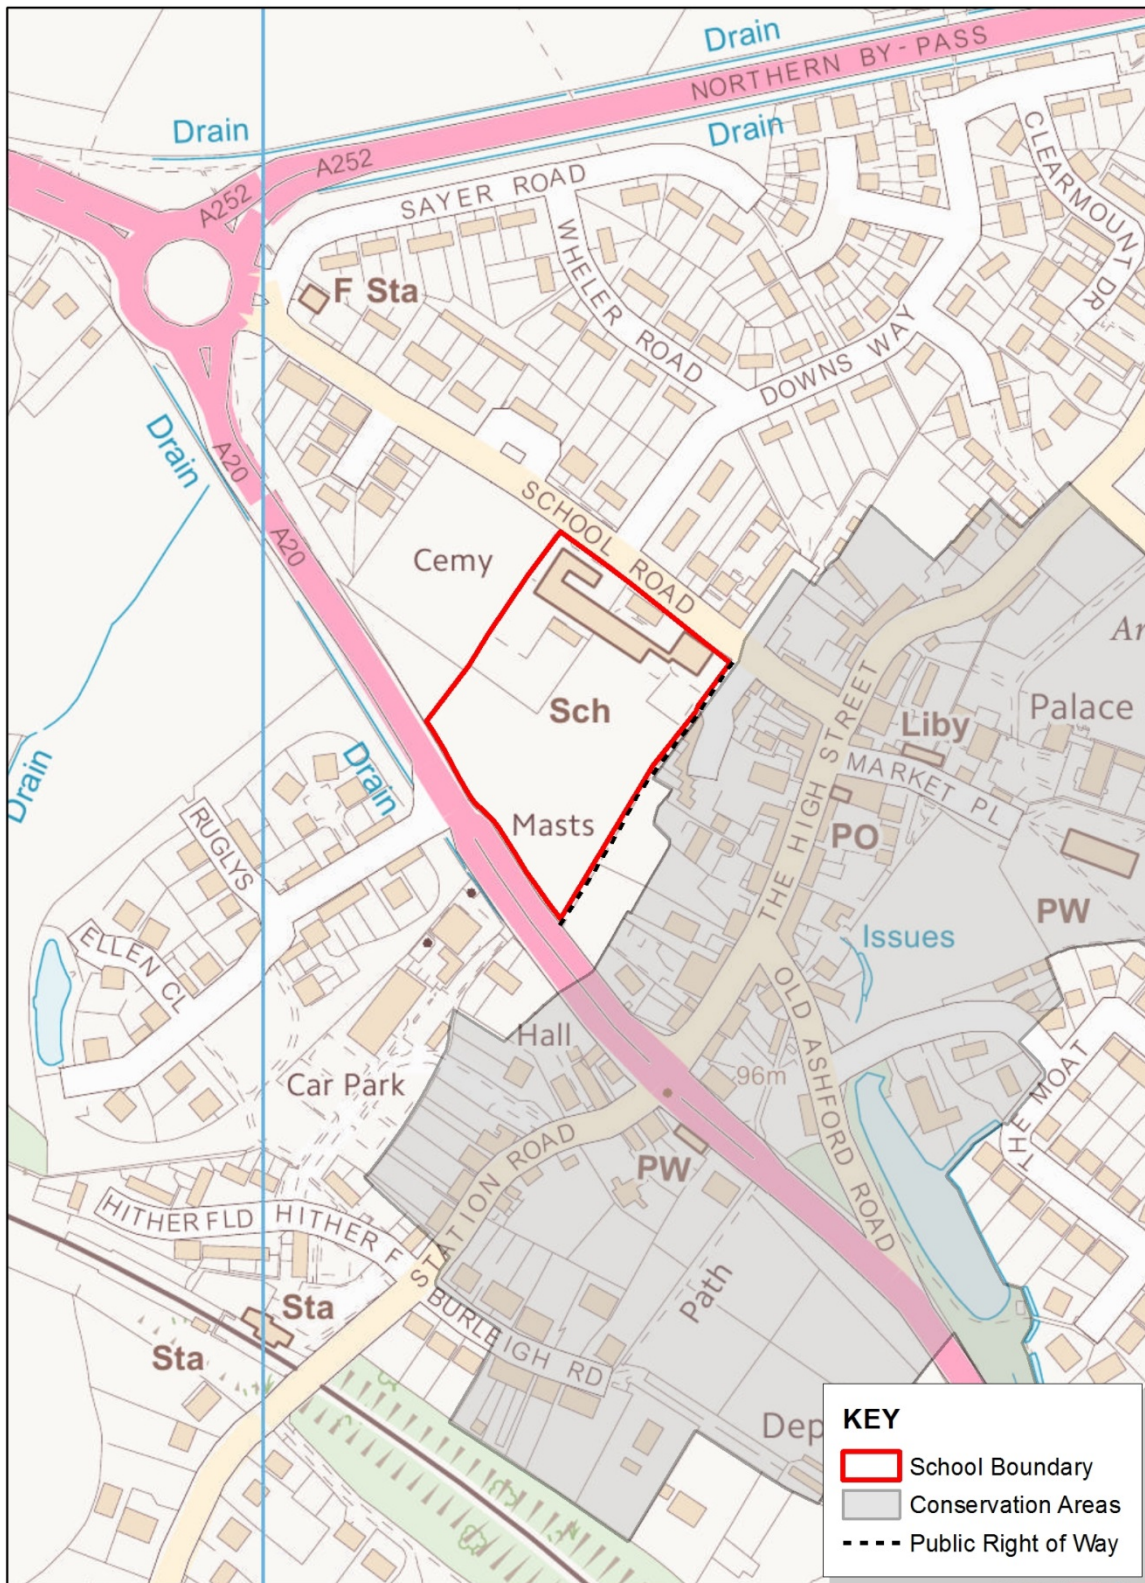 Drain
NORTHERN BY-PASS
Drain
Drain
A252
A252
CLEARMOUNT DR
SAYER ROAD
WHELER ROAD
F Sta
DOWNS WAY
Drain
A20
A20
SCHOOL ROAD
Cemy
Sch
THE HIGH STREET
Palace
Liby
MARKET PL
Drain
Drain
Masts
PO
RUGLYS
PW
ELLEN CL
Issues
OLD ASHFORD ROAD
Hall
96m
Car Park
THE MOAT
STATION ROAD
PW
HITHER FLD
HITHER F
Path
Sta
BURLEIGH RD
Sta
Dep
KEY
School Boundary
Conservation Areas
Public Right of Way